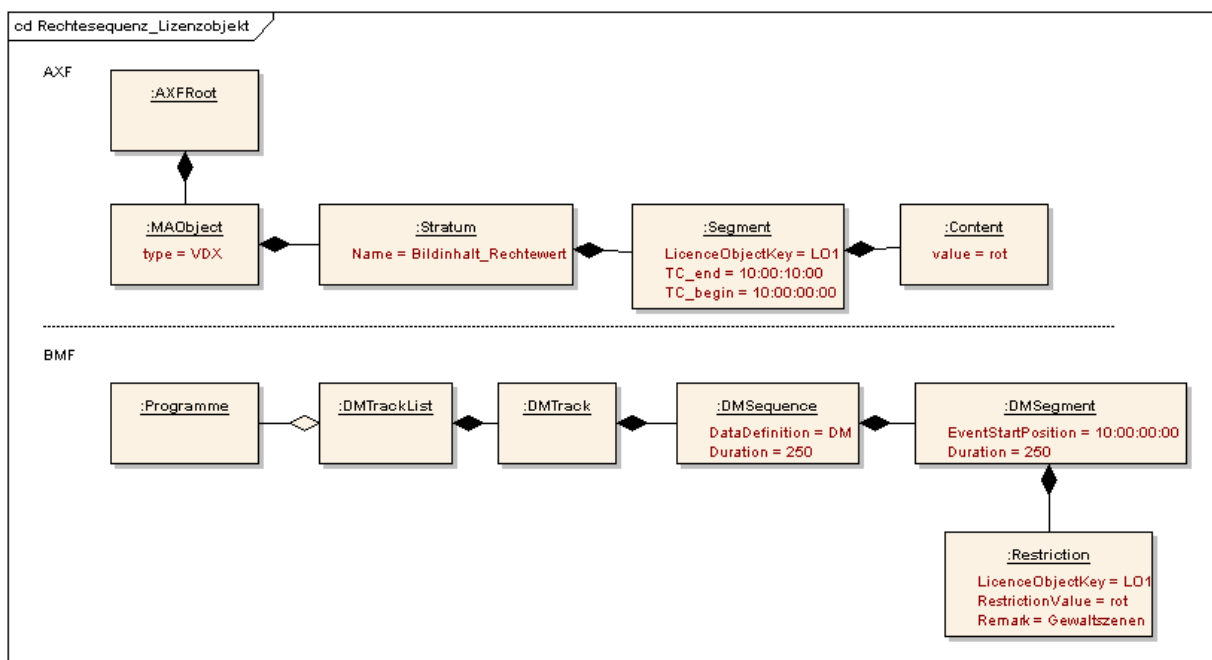 cd Rechtesequenz_Lizenzobjekt
AXF
:AXFRoot
:MAObject
type = VDX
:Stratum
Name = Bildinhalt_Rechtewert
:Segment
LicenceObjectKey = LO1
TC_end = 10:00:10:00
TC_begin = 10:00:00:00
:Content
value = rot
BMF
:Programme
:DMTrackList
:DMTrack
:DMSequence
DataDefinition = DM
Duration = 250
:DMSegment
EventStartPosition = 10:00:00:00
Duration = 250
:Restriction
LicenceObjectKey = LO1
RestrictionValue = rot
Remark = Gewaltszenen